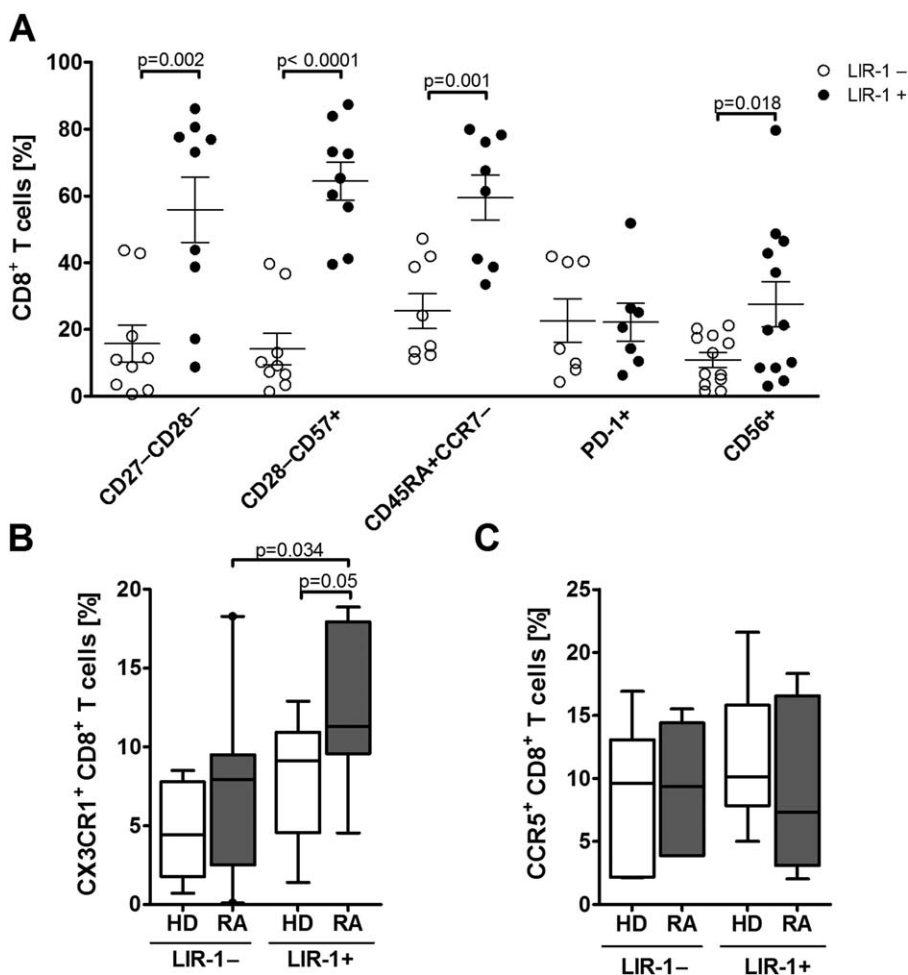 A
p=0.002
p< 0.0001
p=0.001
p=0.018
LIR-1 –
LIR-1 +
CD8+ T cells [%]
100
80
60
40
20
0
CD27–CD28–
CD28–CD57+
CD45RA+CCR7–
PD-1+
CD56+
B
p=0.034
p=0.05
CX3CR1+ CD8+ T cells [%]
20
15
10
5
0
HD RA HD RA
LIR-1– LIR-1+
C
CCR5+ CD8+ T cells [%]
25
20
15
10
5
0
HD RA HD RA
LIR-1– LIR-1+